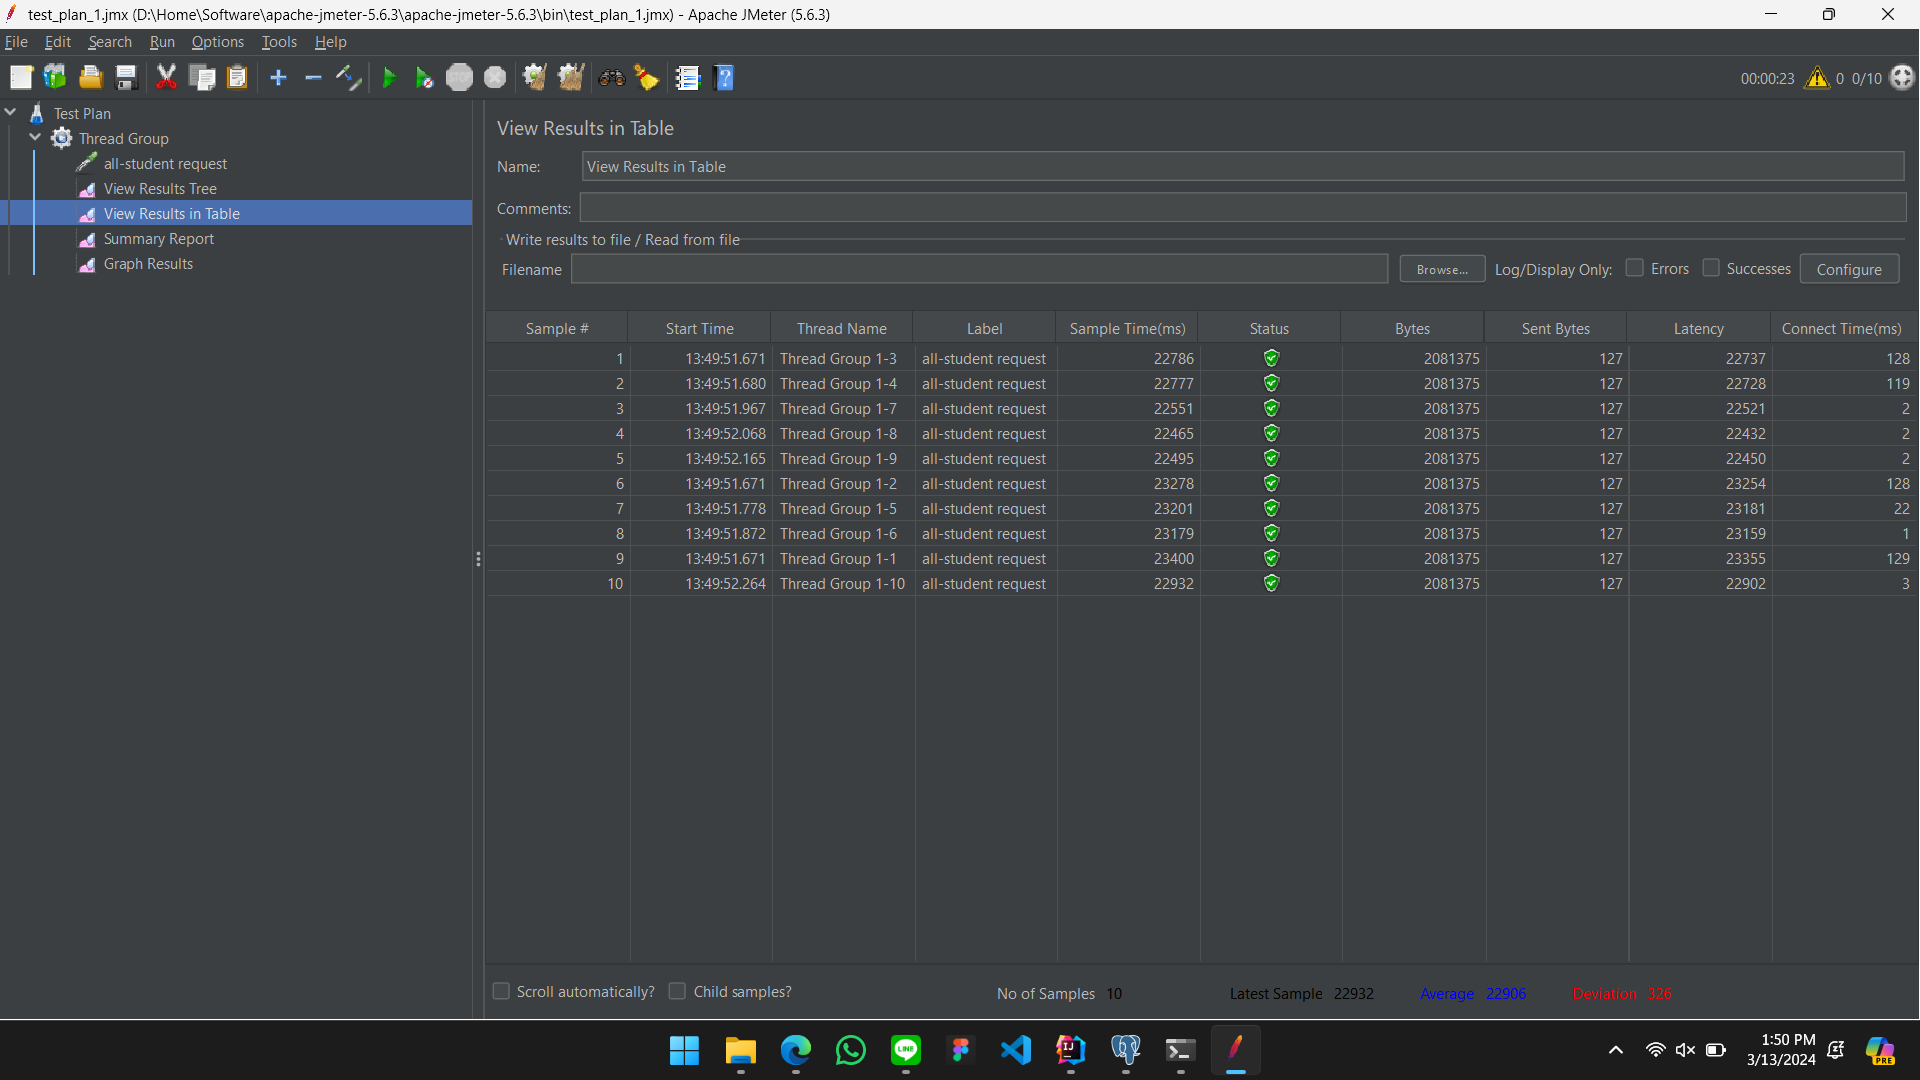 test_plan_1.jmx (D:\Home\Software\apache-jmeter-5.6.3\apache-jmeter-5.6.3\bin\test_plan_1.jmx) - Apache JMeter (5.6.3)
File Edit Search Run Options Tools Help
STOP
00:00:23 0 0/10
Test Plan
Thread Group
all-student request
View Results Tree
View Results in Table
Summary Report
Graph Results
View Results in Table
Name: View Results in Table
Comments:
Write results to file / Read from file
Filename Browse... Log/Display Only: Errors Successes Configure
Sample # Start Time Thread Name Label Sample Time(ms) Status Bytes Sent Bytes Latency Connect Time(ms)
1 13:49:51.671 Thread Group 1-3 all-student request 22786 2081375 127 22737 128
2 13:49:51.680 Thread Group 1-4 all-student request 22777 2081375 127 22728 119
3 13:49:51.967 Thread Group 1-7 all-student request 22551 2081375 127 22521 2
4 13:49:52.068 Thread Group 1-8 all-student request 22465 2081375 127 22432 2
5 13:49:52.165 Thread Group 1-9 all-student request 22495 2081375 127 22450 2
6 13:49:51.671 Thread Group 1-2 all-student request 23278 2081375 127 23254 128
7 13:49:51.778 Thread Group 1-5 all-student request 23201 2081375 127 23181 22
8 13:49:51.872 Thread Group 1-6 all-student request 23179 2081375 127 23159 1
9 13:49:51.671 Thread Group 1-1 all-student request 23400 2081375 127 23355 129
10 13:49:52.264 Thread Group 1-10 all-student request 22932 2081375 127 22902 3
Scroll automatically? Child samples? No of Samples 10 Latest Sample 22932 Average 22906 Deviation 326
LINE IJ
1:50 PM
3/13/2024
PRE